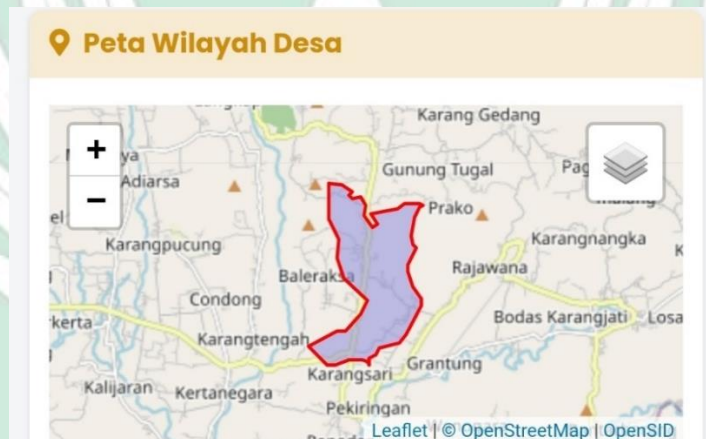 Peta Wilayah Desa
Karang Gedang
+
Adiarsa
Gunung Tugal
−
Prako
Karangpucung
Karangnangka
Rajawana
Baleraksa
Condong
Bodas Karangjati
Karangtengah
Grantung
Karangsari
Kalijaran
Kertanegara
Pekiringan
Leaflet | © OpenStreetMap | OpenSID